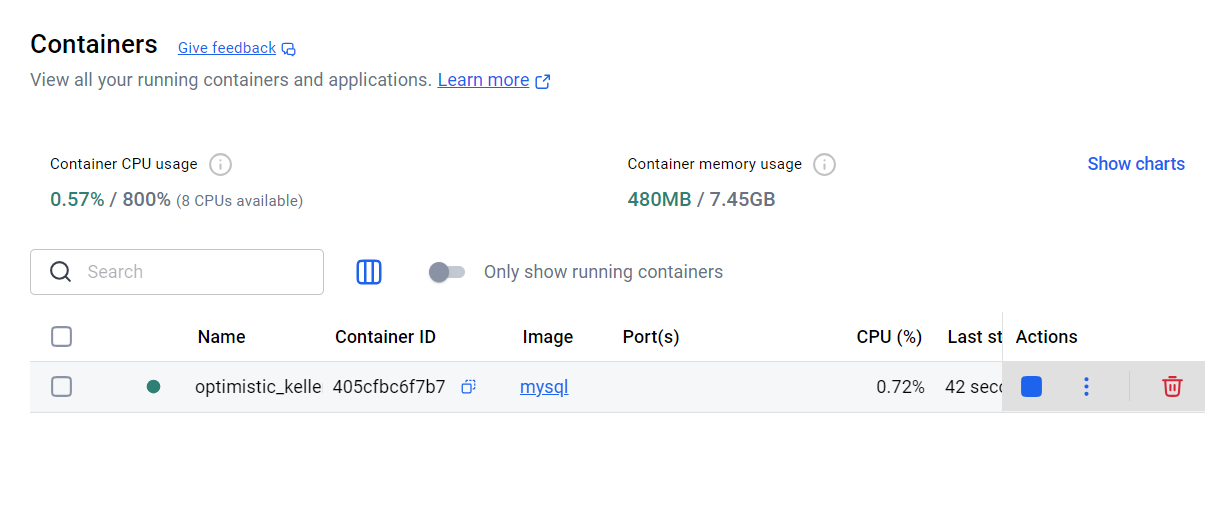 Containers Give feedback
View all your running containers and applications. Learn more
Container CPU usage Container memory usage Show charts
0.57% / 800% (8 CPUs available) 480MB / 7.45GB
Search Only show running containers
Name Container ID Image Port(s) CPU (%) Last st Actions
optimistic_kelle 405cfbc6f7b7 mysql 0.72% 42 sec